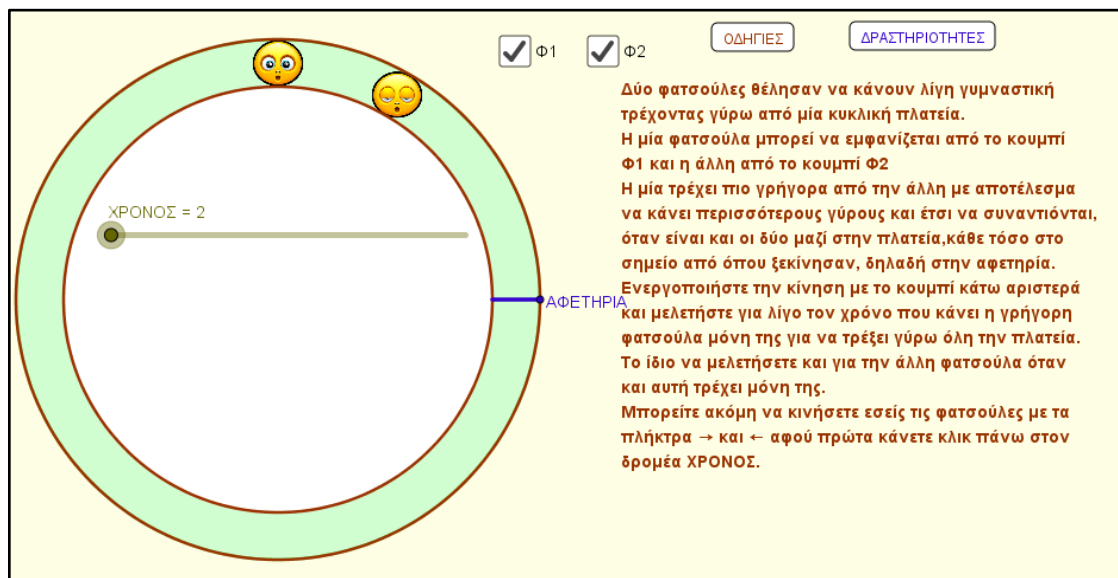 Φ1
Φ2
ΟΔΗΓΙΕΣ
ΔΡΑΣΤΗΡΙΟΤΗΤΕΣ
Δύο φατσούλες θέλησαν να κάνουν λίγη γυμναστική
τρέχοντας γύρω από μία κυκλική πλατεία.
Η μία φατσούλα μπορεί να εμφανίζεται από το κουμπί
Φ1 και η άλλη από το κουμπί Φ2
Η μία τρέχει πιο γρήγορα από την άλλη με αποτέλεσμα
να κάνει περισσότερους γύρους και έτσι να συναντιόνται,
όταν είναι και οι δύο μαζί στην πλατεία,κάθε τόσο στο
σημείο από όπου ξεκίνησαν, δηλαδή στην αφετηρία.
Ενεργοποιήστε την κίνηση με το κουμπί κάτω αριστερά
και μελετήστε για λίγο τον χρόνο που κάνει η γρήγορη
φατσούλα μόνη της για να τρέξει γύρω όλη την πλατεία.
Το ίδιο να μελετήσετε και για την άλλη φατσούλα όταν
και αυτή τρέχει μόνη της.
Μπορείτε ακόμη να κινήσετε εσείς τις φατσούλες με τα
πλήκτρα → και ← αφού πρώτα κάνετε κλικ πάνω στον
δρομέα ΧΡΟΝΟΣ.
ΧΡΟΝΟΣ = 2
ΑΦΕΤΗΡΙΑ